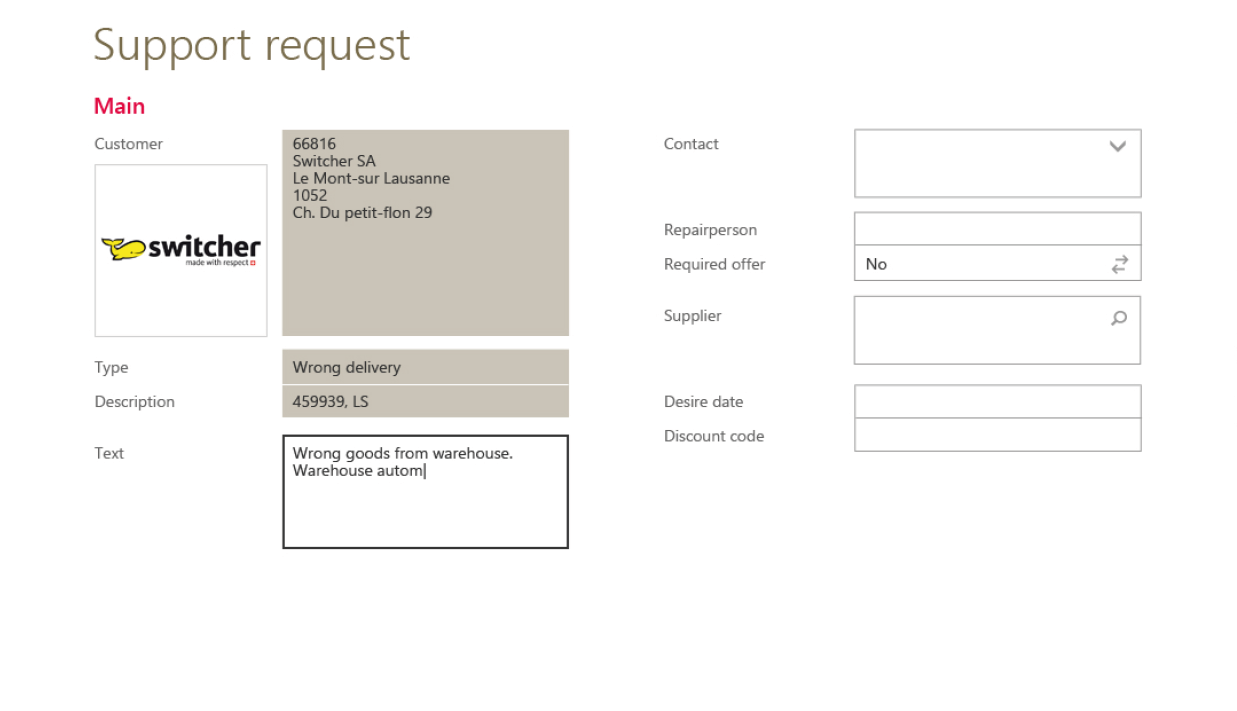 Support request
Main
Customer
66816
Switcher SA
Le Mont-sur Lausanne
1052
Ch. Du petit-flon 29
switcher
made with respect
Type
Wrong delivery
Description
459939, LS
Text
Wrong goods from warehouse.
Warehouse autom
Contact
Repairperson
Required offer
No
Supplier
Desire date
Discount code